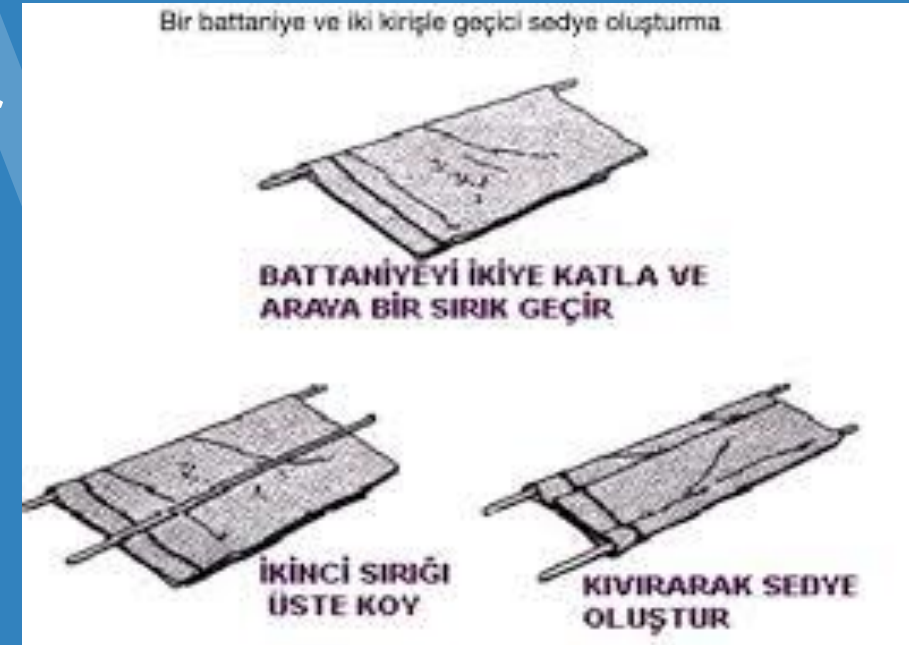 Bir battaniye ve iki kirişle geçici sedye oluşturma
BATTANİYEYİ İKİYE KATLA VE
ARAYA BİR SIRIK GEÇİR
İKİNCİ SIRIĞI
ÜSTE KOY
KIVIRARAK SEDYE
OLUŞTUR